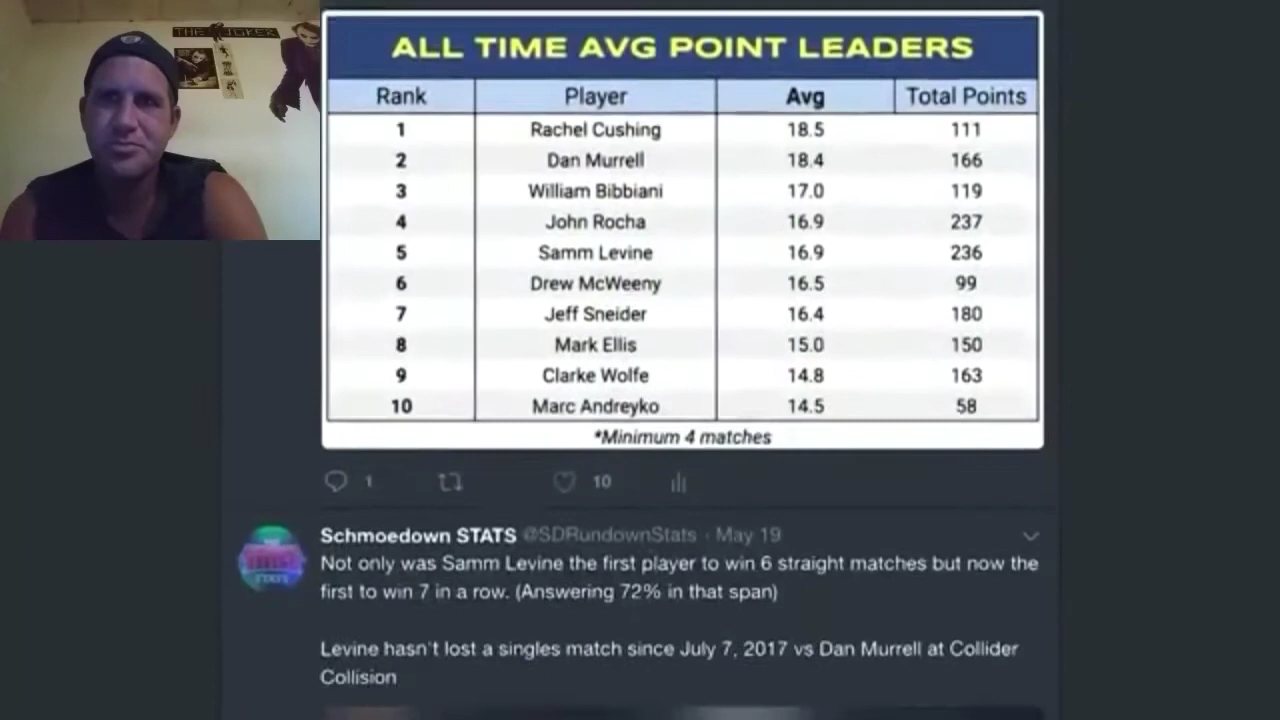 THE JOKER
ALL TIME AVG POINT LEADERS
Rank Player Avg Total Points
1 Rachel Cushing 18.5 111
2 Dan Murrell 18.4 166
3 William Bibbiani 17.0 119
4 John Rocha 16.9 237
5 Samm Levine 16.9 236
6 Drew McWeeny 16.5 99
7 Jeff Sneider 16.4 180
8 Mark Ellis 15.0 150
9 Clarke Wolfe 14.8 163
10 Marc Andreyko 14.5 58
*Minimum 4 matches
1 10
Schmoedown STATS @SDRundownStats · May 19
Not only was Samm Levine the first player to win 6 straight matches but now the
first to win 7 in a row. (Answering 72% in that span)
Levine hasn't lost a singles match since July 7, 2017 vs Dan Murrell at Collider
Collision